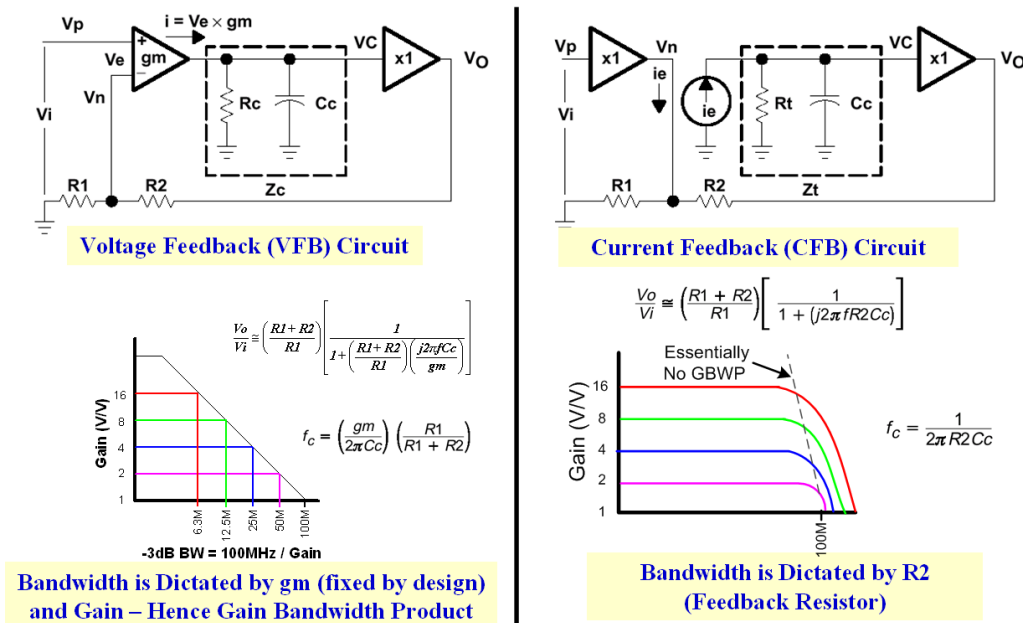 i = Ve × gm
Vp
+
gm
Ve
−
Vn
Vi
Rc
Cc
VC
x1
VO
R1
R2
Zc
Voltage Feedback (VFB) Circuit
Vo/Vi ≅ ((R1 + R2)/R1) [1/(1+((R1 + R2)/R1)(j2πfCc/gm))]
fc = (gm/(2πCc)) (R1/(R1 + R2))
Gain (V/V)
16
8
4
2
1
6.3M
12.5M
25M
50M
100M
-3dB BW = 100MHz / Gain
Bandwidth is Dictated by gm (fixed by design)
and Gain – Hence Gain Bandwidth Product
Vp
x1
Vn
ie
Vi
ie
Rt
Cc
VC
x1
VO
R1
R2
Zt
Current Feedback (CFB) Circuit
Vo/Vi ≅ ((R1 + R2)/R1) [1/(1 + (j2πfR2Cc))]
Essentially
No GBWP
Gain (V/V)
16
8
4
2
1
100M
fc = 1/(2πR2Cc)
Bandwidth is Dictated by R2
(Feedback Resistor)